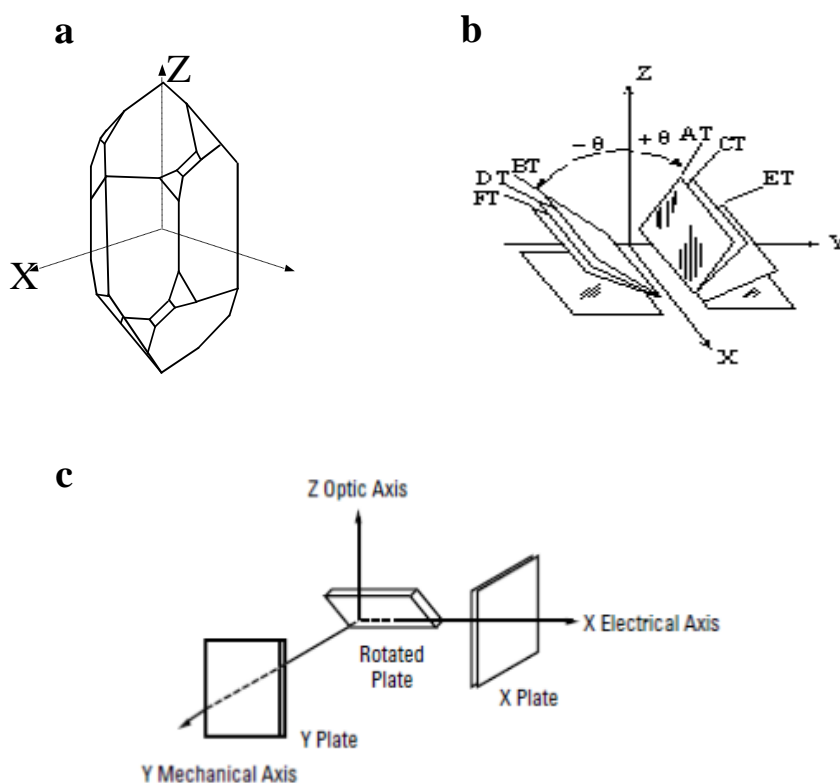 a
Z
X
b
Z
- θ
+ θ
AT
CT
BT
DT
FT
ET
Y
X
c
Z Optic Axis
X Electrical Axis
Rotated
Plate
X Plate
Y Plate
Y Mechanical Axis